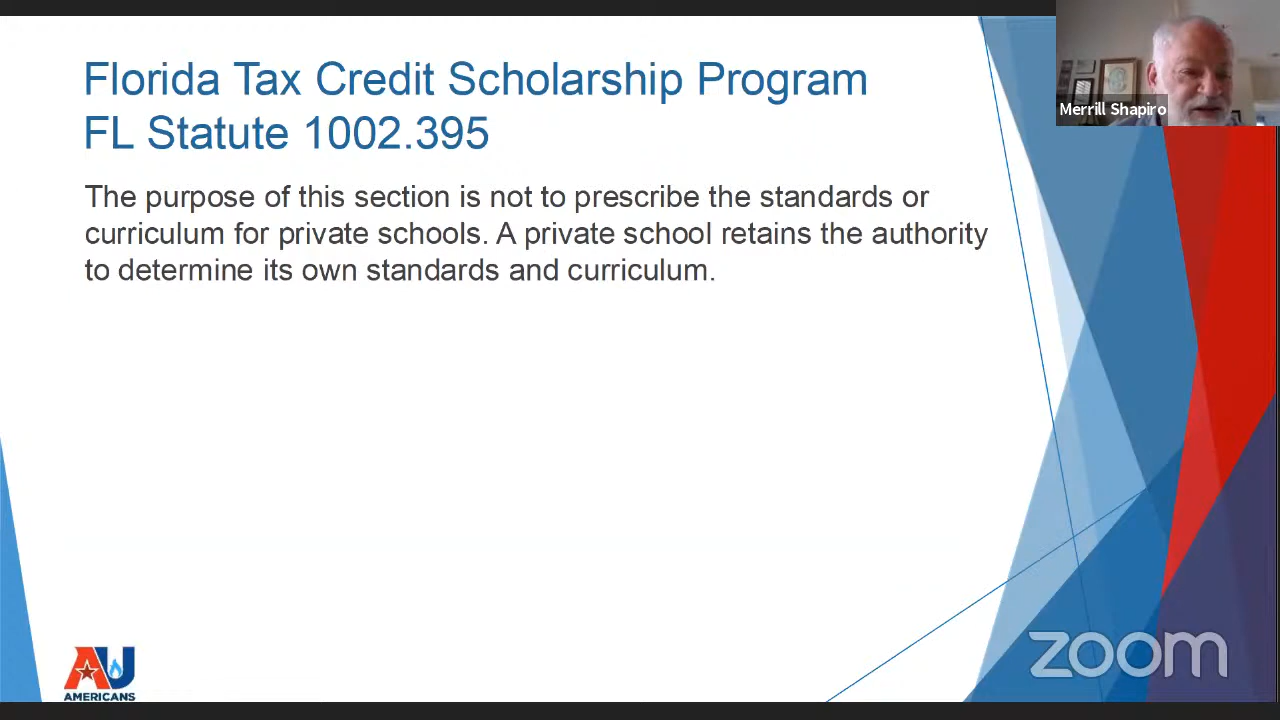 Florida Tax Credit Scholarship Program
FL Statute 1002.395
The purpose of this section is not to prescribe the standards or
curriculum for private schools. A private school retains the authority
to determine its own standards and curriculum.
Merrill Shapiro
AU
AMERICANS
zoom